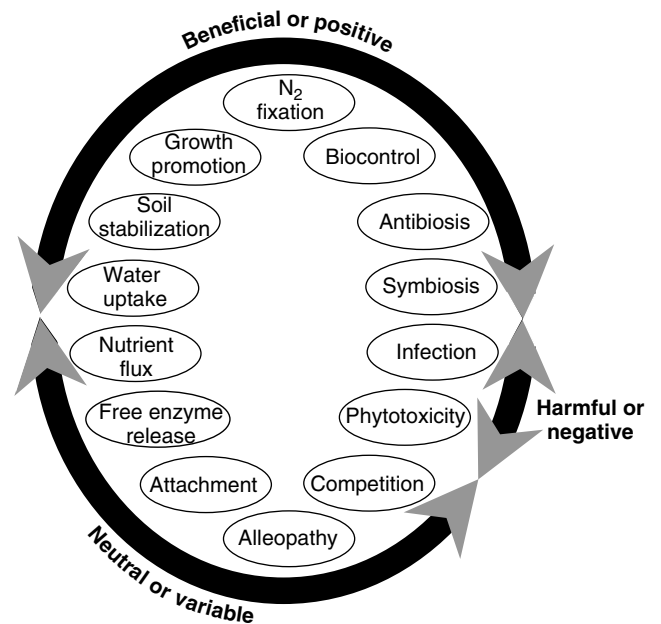 Beneficial or positive
N2
fixation
Growth
promotion
Biocontrol
Soil
stabilization
Antibiosis
Water
uptake
Symbiosis
Nutrient
flux
Infection
Free enzyme
release
Phytotoxicity
Harmful or
negative
Attachment
Competition
Alleopathy
Neutral or variable